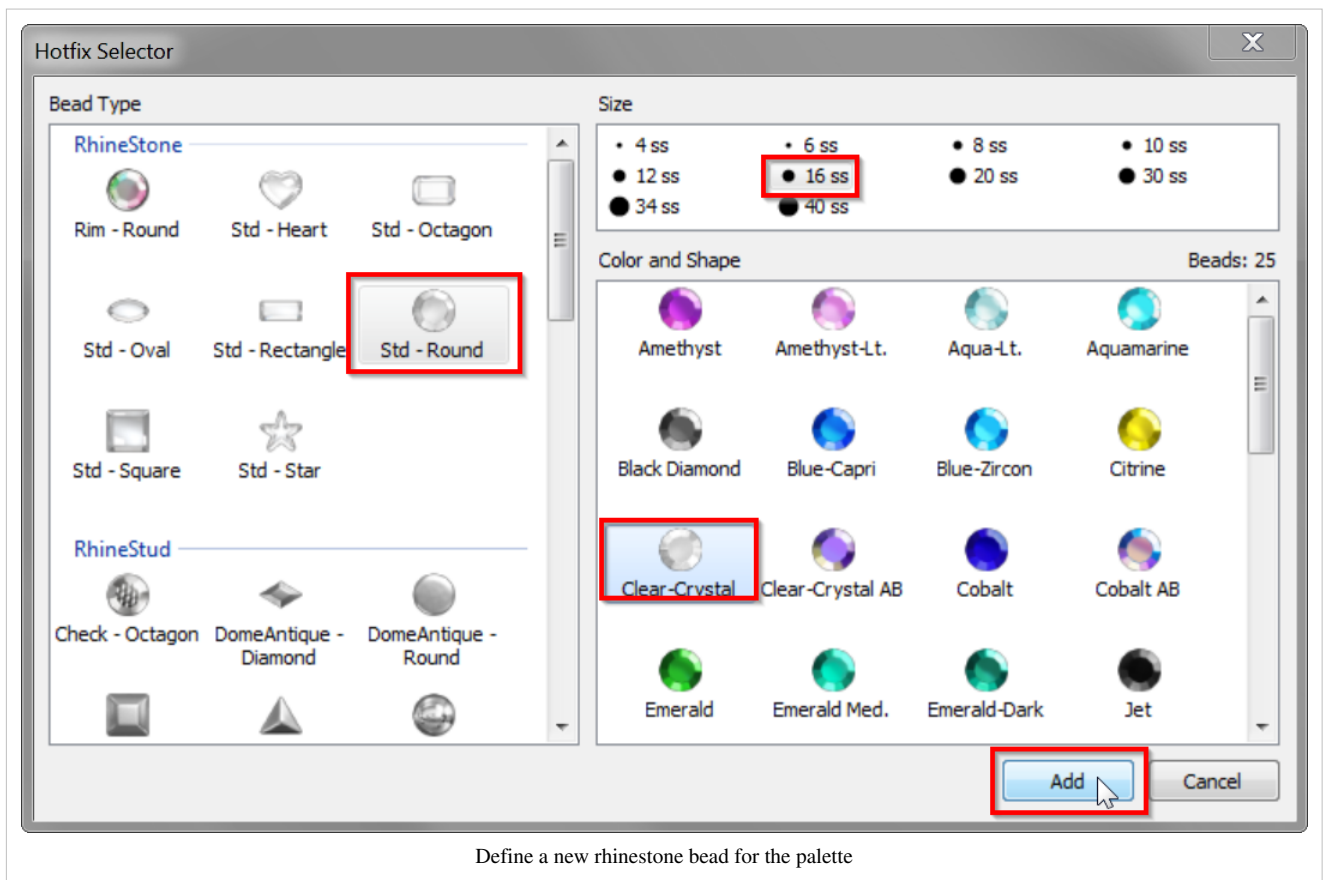 Hotfix Selector
Bead Type
RhineStone
Rim - Round
Std - Heart
Std - Octagon
Std - Oval
Std - Rectangle
Std - Round
Std - Square
Std - Star
RhineStud
Check - Octagon
DomeAntique -
Diamond
DomeAntique -
Round
Size
4 ss
6 ss
8 ss
10 ss
12 ss
16 ss
20 ss
30 ss
34 ss
40 ss
Color and Shape
Beads: 25
Amethyst
Amethyst-Lt.
Aqua-Lt.
Aquamarine
Black Diamond
Blue-Capri
Blue-Zircon
Citrine
Clear-Crystal
Clear-Crystal AB
Cobalt
Cobalt AB
Emerald
Emerald Med.
Emerald-Dark
Jet
Add
Cancel
Define a new rhinestone bead for the palette